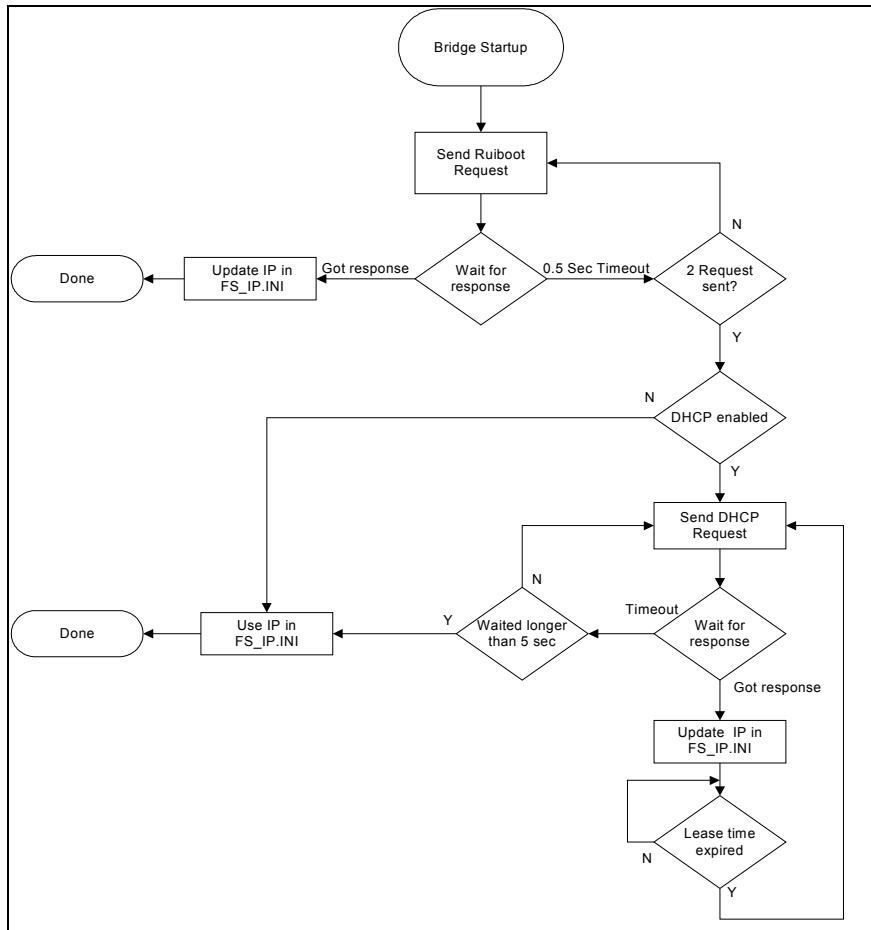 Bridge Startup
Send Ruiboot
Request
N
Done
Update IP in
FS_IP.INI
Got response
Wait for
response
0.5 Sec Timeout
2 Request
sent?
Y
N
DHCP enabled
Y
Send DHCP
Request
N
Timeout
Done
Use IP in
FS_IP.INI
Y
Waited longer
than 5 sec
Wait for
response
Got response
Update IP in
FS_IP.INI
Lease time
expired
N
Y